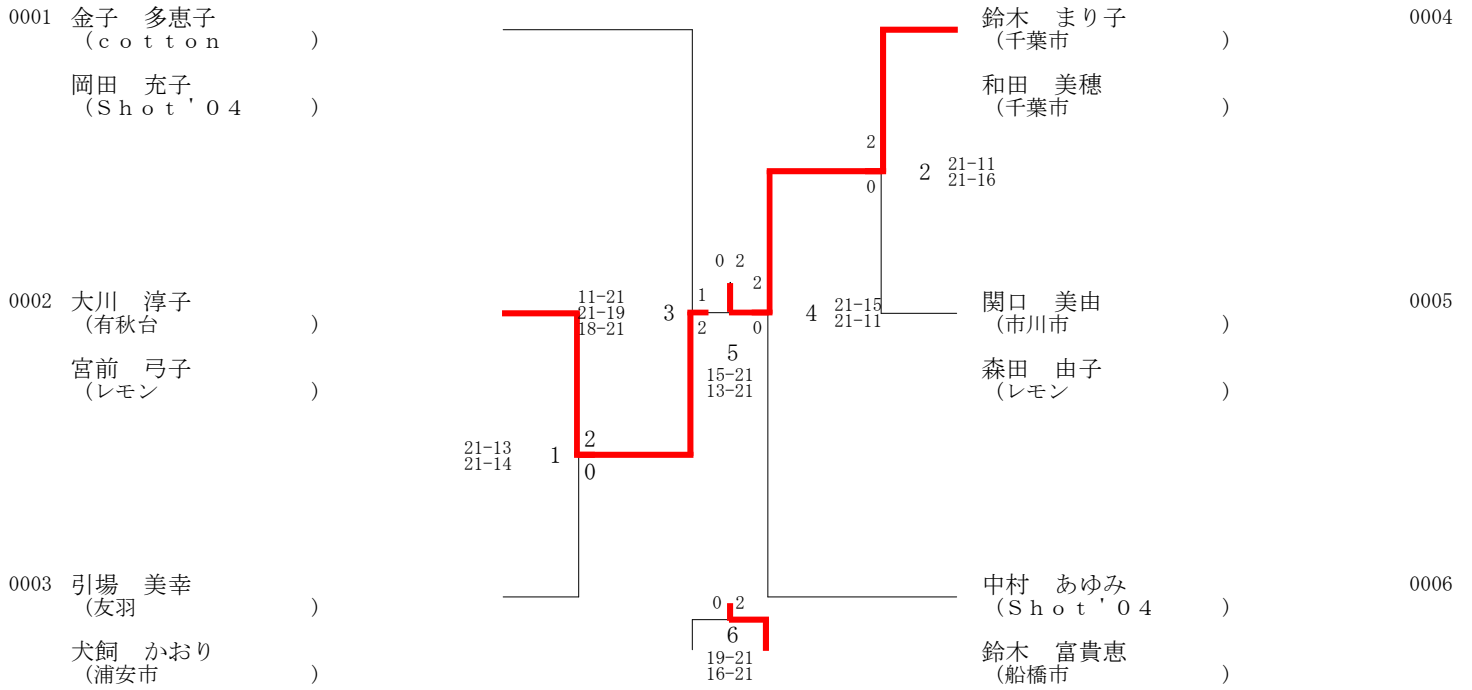 0001 金子　多恵子
（ｃｏｔｔｏｎ　　　　）
岡田　充子
（Ｓｈｏｔ＇０４　　　）
0002 大川　淳子
（有秋台　　　　　　　）
宮前　弓子
（レモン　　　　　　　）
0003 引場　美幸
（友羽　　　　　　　　）
犬飼　かおり
（浦安市　　　　　　　）
21-13
21-14
1
2
0
11-21
21-19
18-21
3
1
2
0 2
5
15-21
13-21
2
0
4
21-15
21-11
2
0
2
21-11
21-16
0 2
6
19-21
16-21
鈴木　まり子 0004
（千葉市　　　　　　　）
和田　美穂
（千葉市　　　　　　　）
関口　美由 0005
（市川市　　　　　　　）
森田　由子
（レモン　　　　　　　）
中村　あゆみ 0006
（Ｓｈｏｔ＇０４　　　）
鈴木　富貴恵
（船橋市　　　　　　　）